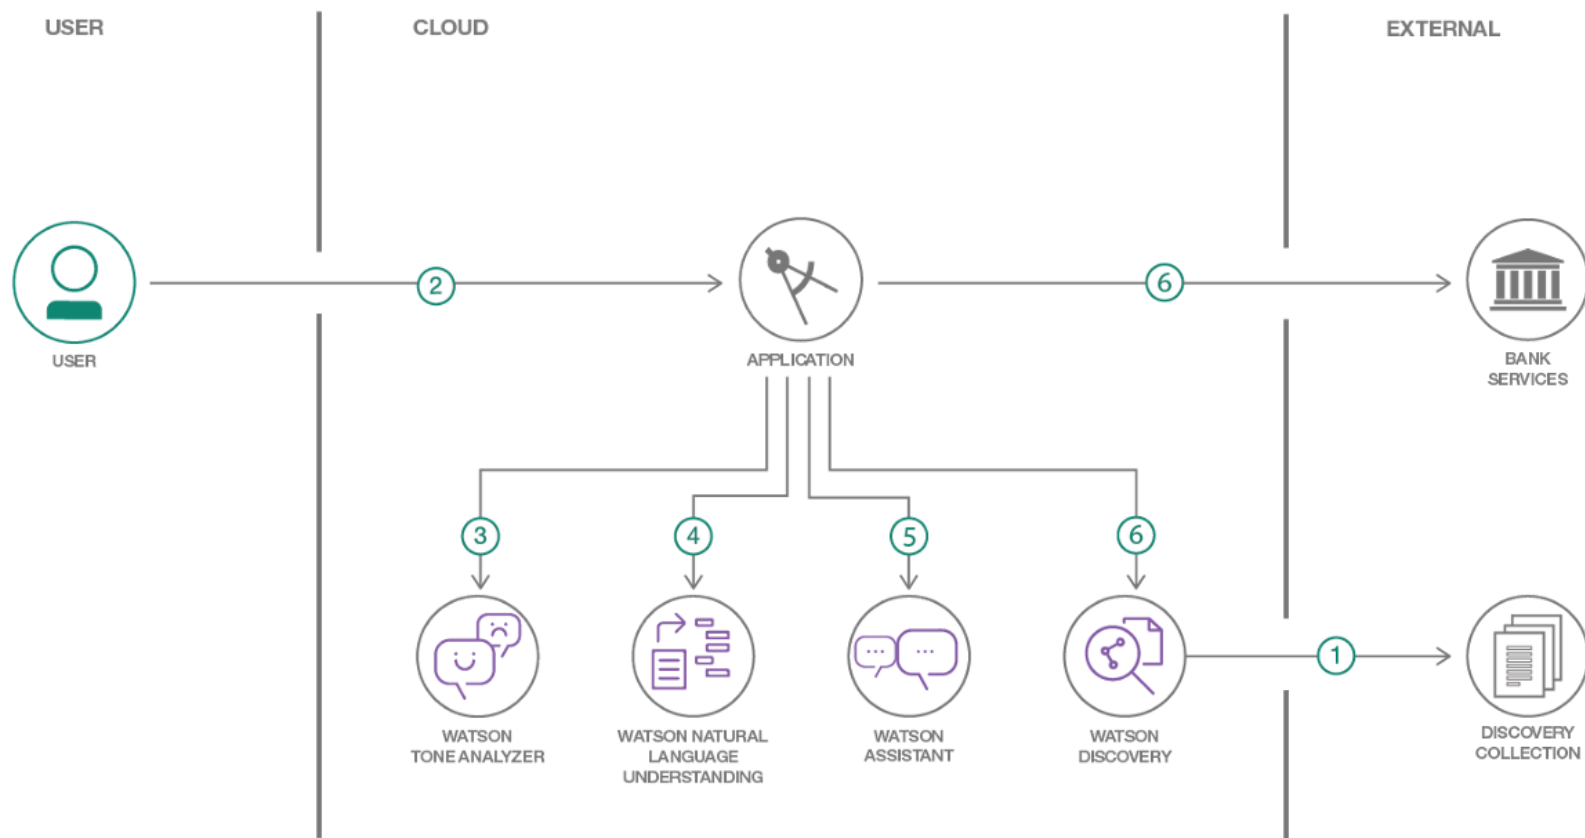 USER
CLOUD
EXTERNAL
2
6
USER
APPLICATION
BANK
SERVICES
3
4
5
6
1
WATSON
TONE ANALYZER
WATSON NATURAL
LANGUAGE
UNDERSTANDING
WATSON
ASSISTANT
WATSON
DISCOVERY
DISCOVERY
COLLECTION